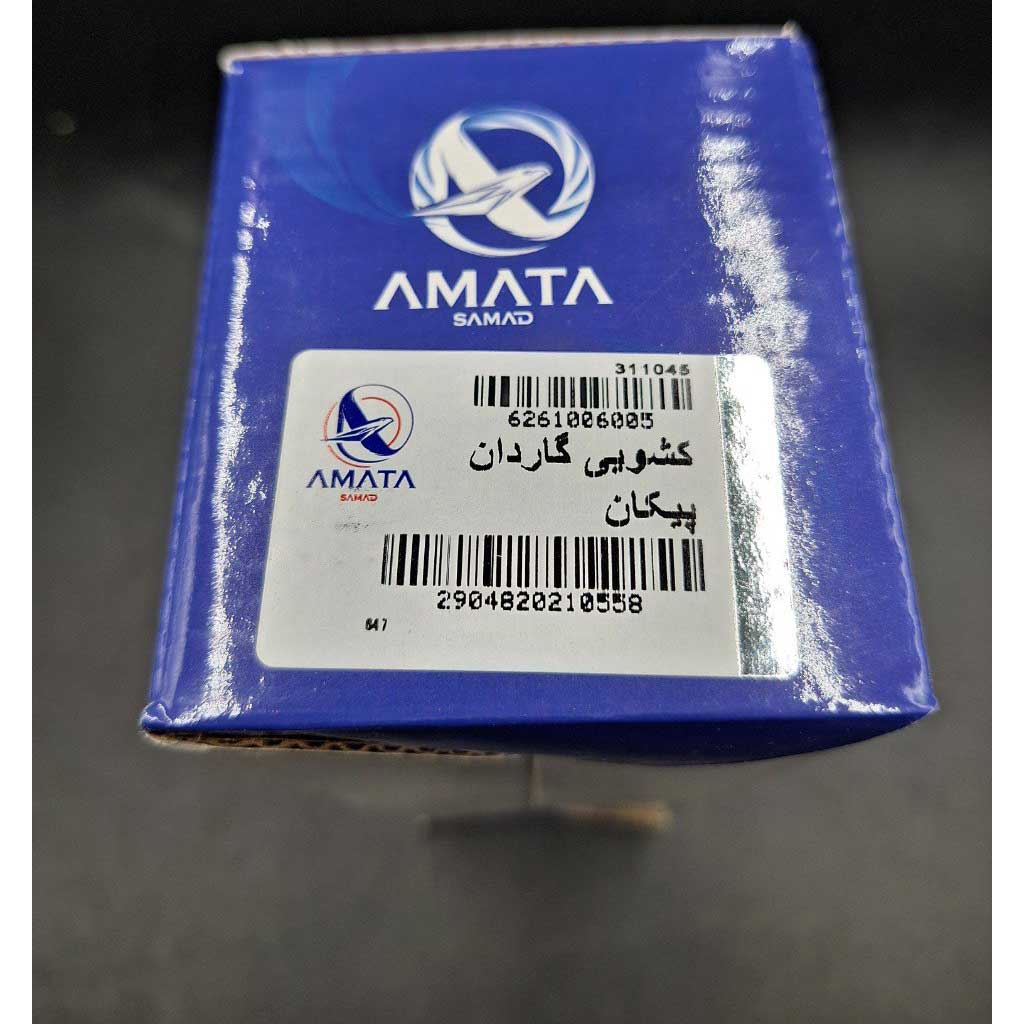 AMATA
SAMAD
311045
6261006005
AMATA
SAMAD
کشویی گاردان
پیکان
2904820210558
647